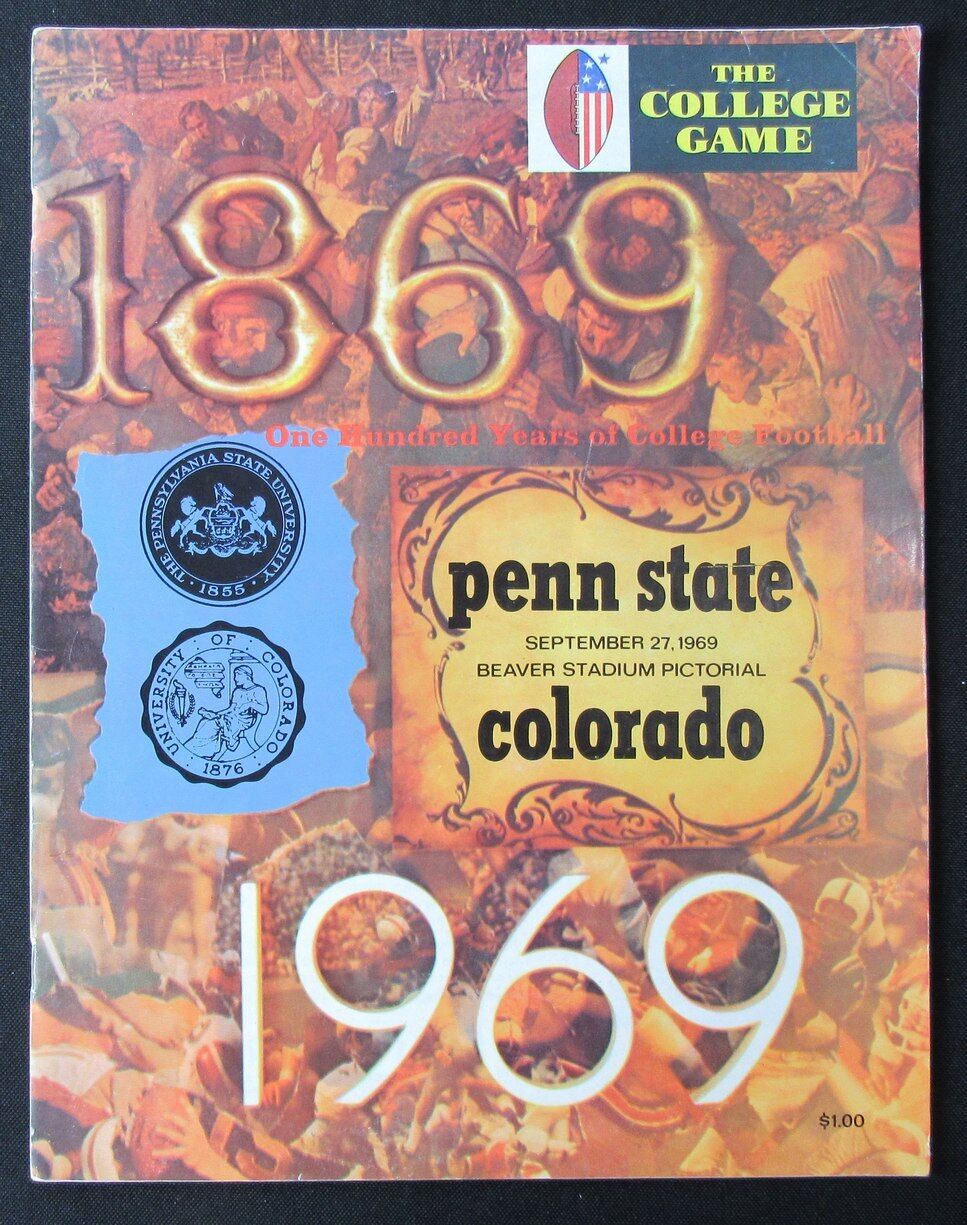 THE
COLLEGE
GAME
1869
One Hundred Years of College Football
THE PENNSYLVANIA STATE UNIVERSITY
· 1855 ·
UNIVERSITY · OF · COLORADO
· 1876 ·
penn state
SEPTEMBER 27, 1969
BEAVER STADIUM PICTORIAL
colorado
1969
$1.00